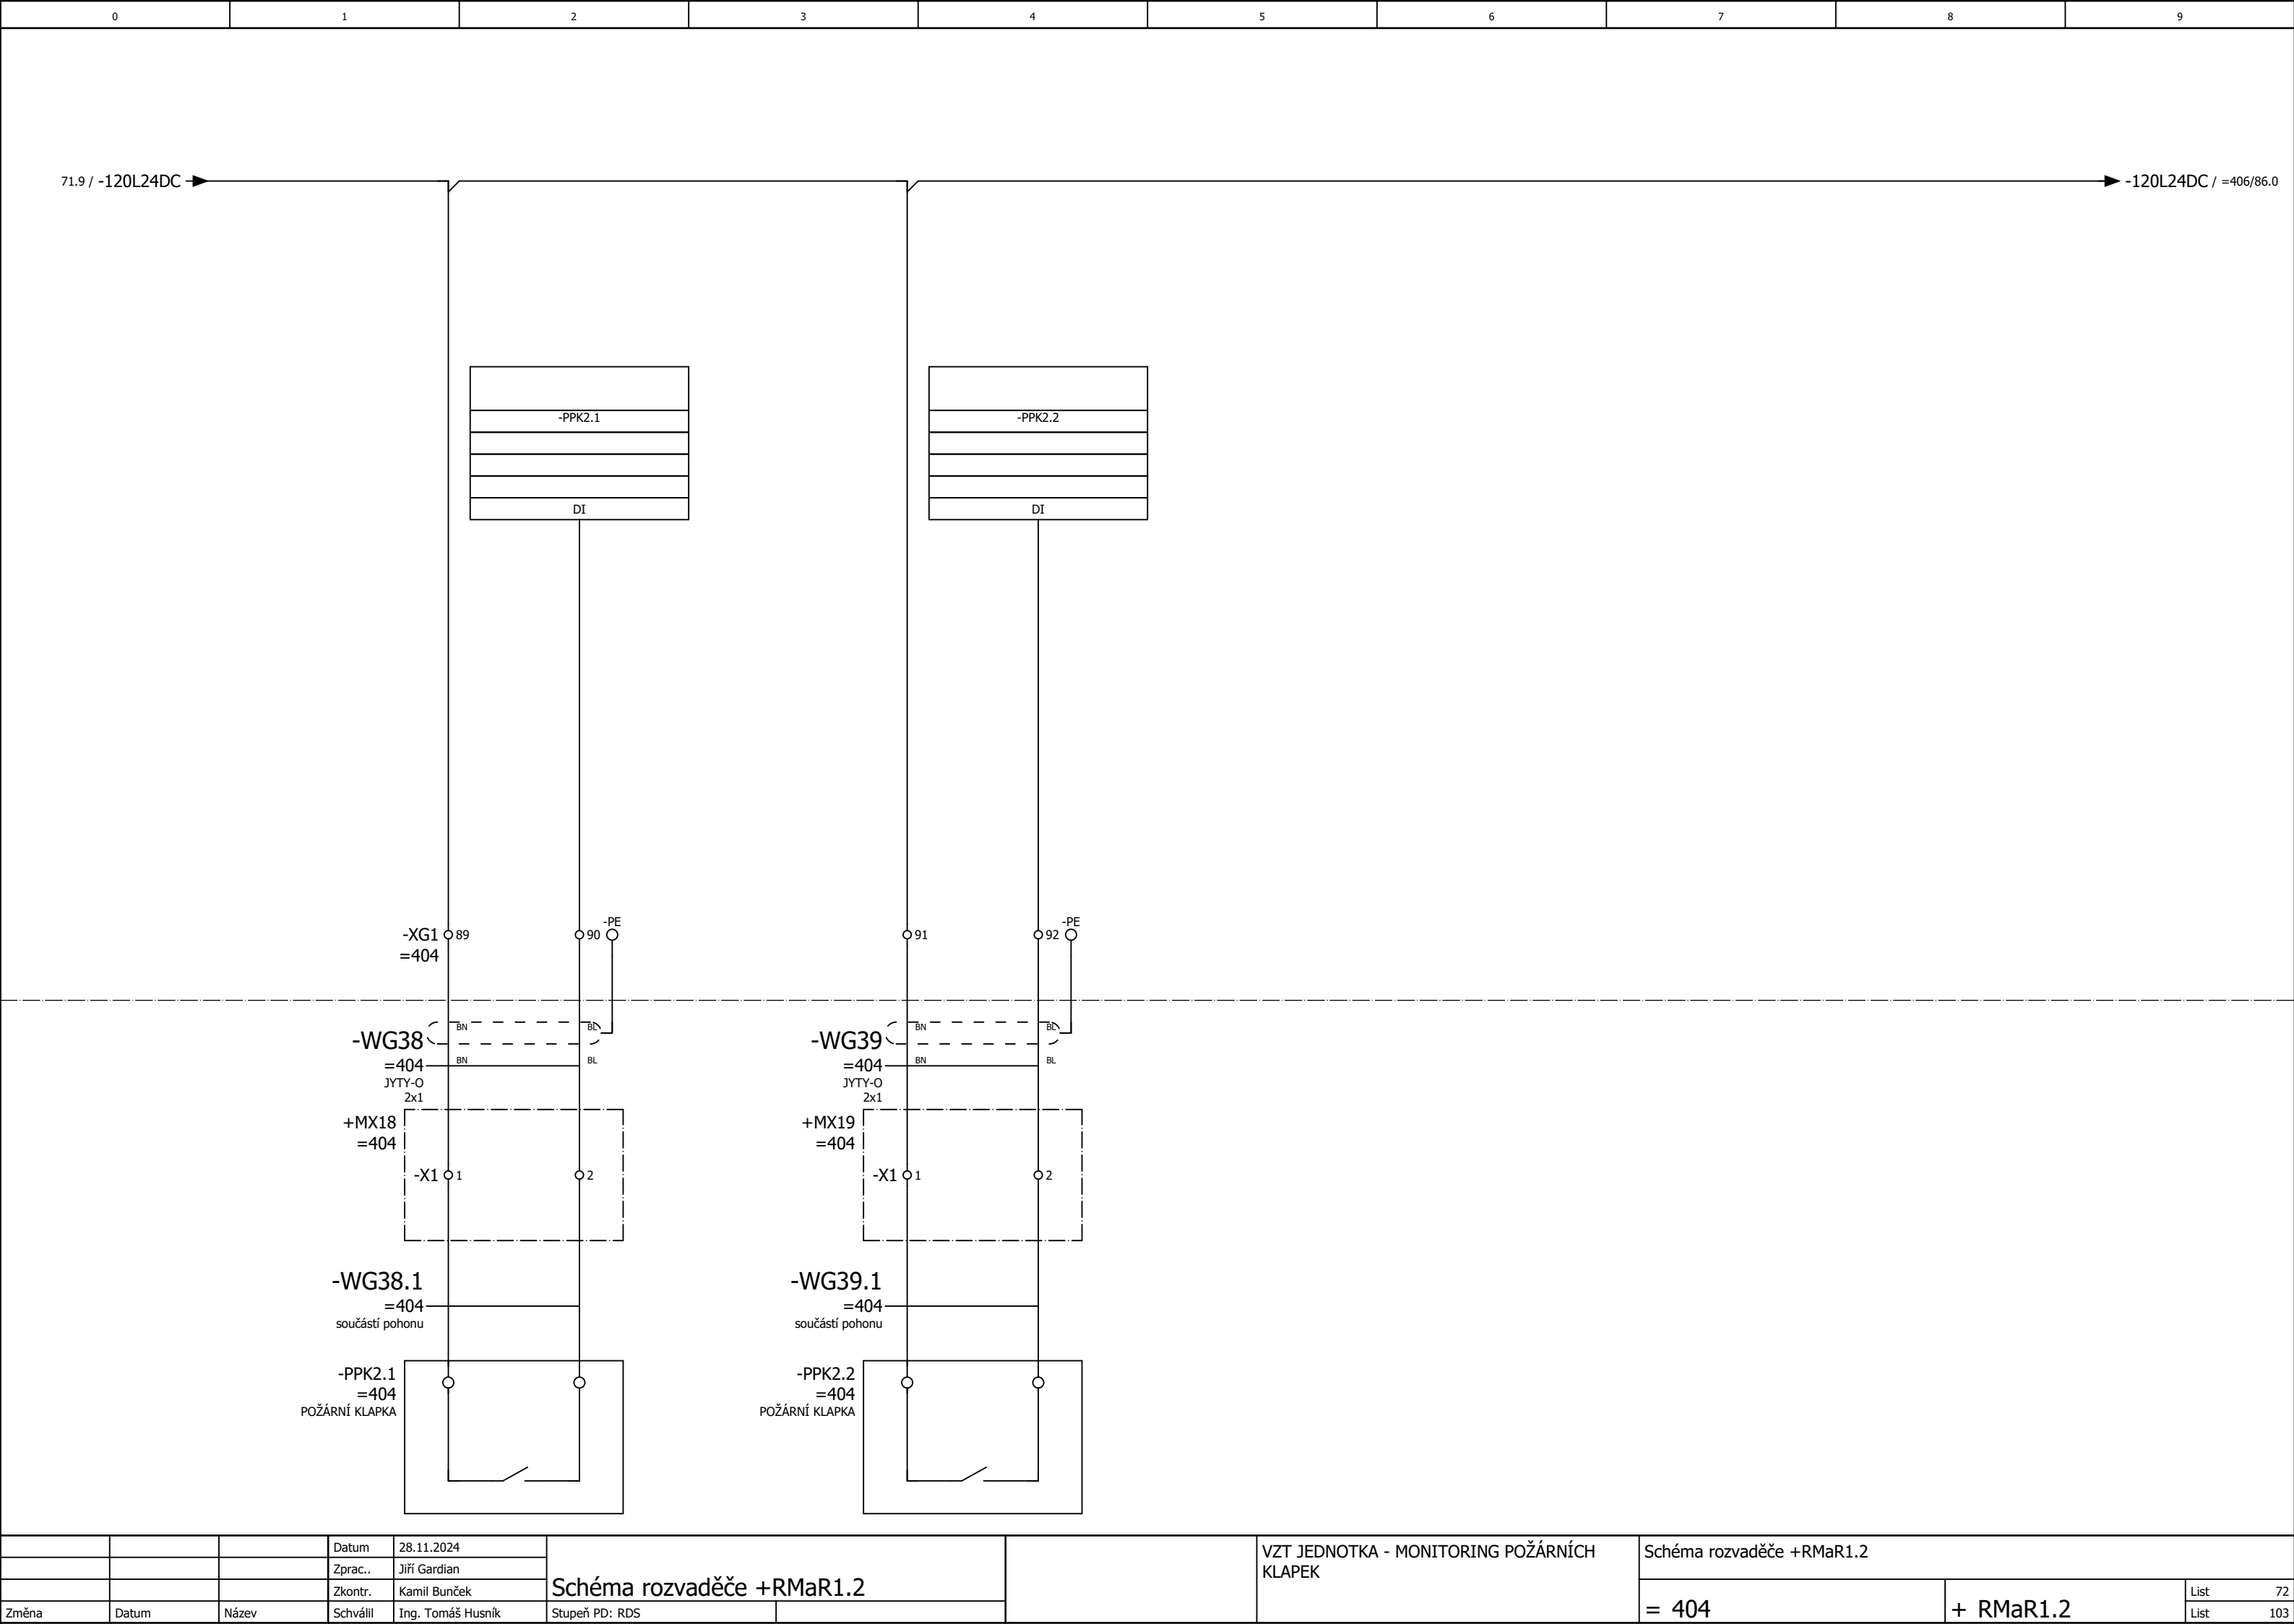 0 1 2 3 4 5 6 7 8 9
71.9 / -120L24DC
-120L24DC / =406/86.0
-PPK2.1
DI
-PPK2.2
DI
-XG1 89 90 -PE
=404
91 92 -PE
-WG38 BN BL
=404 BN BL
JYTY-O
2x1
-WG39 BN BL
=404 BN BL
JYTY-O
2x1
+MX18
=404
-X1 1 2
+MX19
=404
-X1 1 2
-WG38.1
=404
součástí pohonu
-WG39.1
=404
součástí pohonu
-PPK2.1
=404
POŽÁRNÍ KLAPKA
-PPK2.2
=404
POŽÁRNÍ KLAPKA
Změna Datum Název
Datum 28.11.2024
Zprac.. Jiří Gardian
Zkontr. Kamil Bunček
Schválil Ing. Tomáš Husník
Schéma rozvaděče +RMaR1.2
Stupeň PD: RDS
VZT JEDNOTKA - MONITORING POŽÁRNÍCH
KLAPEK
Schéma rozvaděče +RMaR1.2
= 404
+ RMaR1.2
List 72
List 103